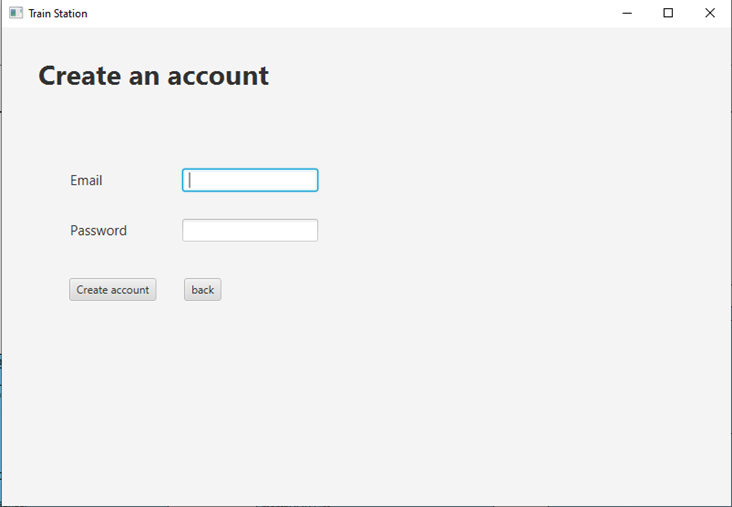 Train Station
Create an account
Email
Password
Create account
back